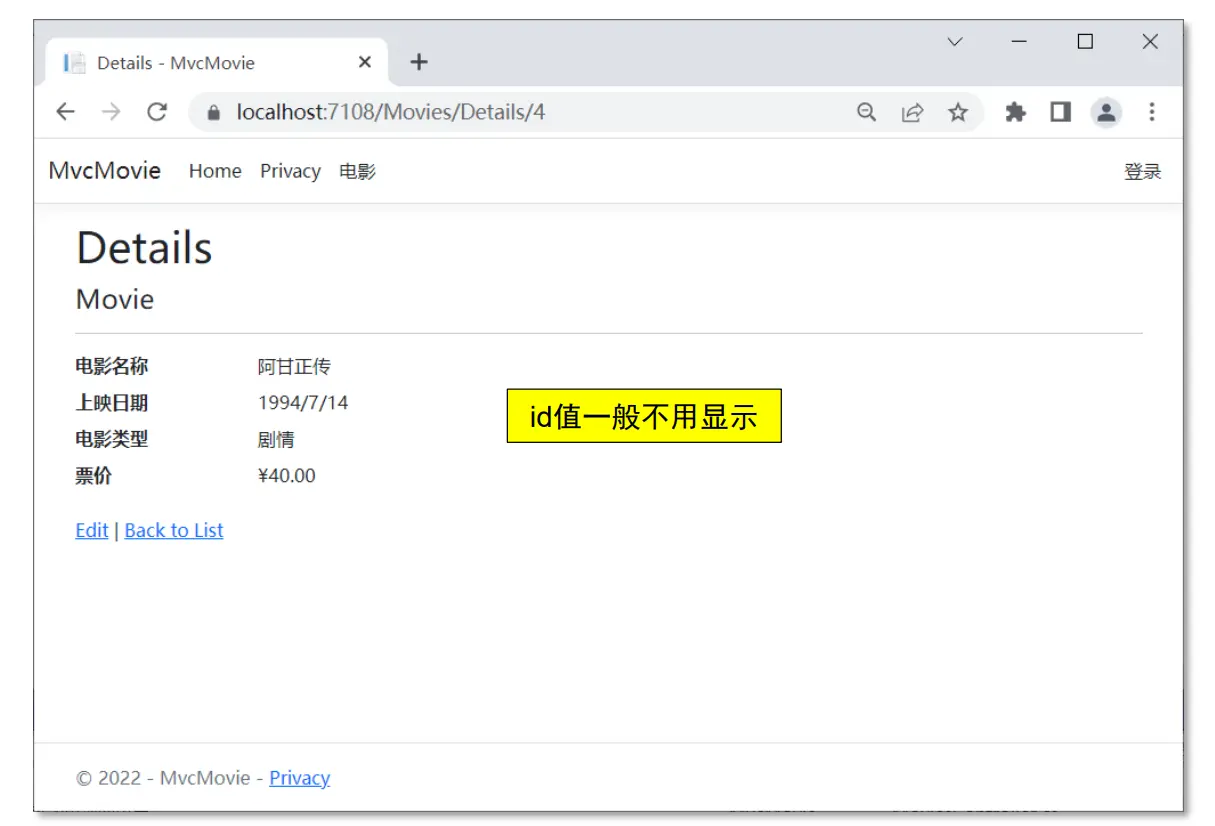 Details - MvcMovie
localhost:7108/Movies/Details/4
MvcMovie Home Privacy 电影 登录
Details
Movie
电影名称 阿甘正传
上映日期 1994/7/14
id值一般不用显示
电影类型 剧情
票价 ¥40.00
Edit | Back to List
© 2022 - MvcMovie - Privacy